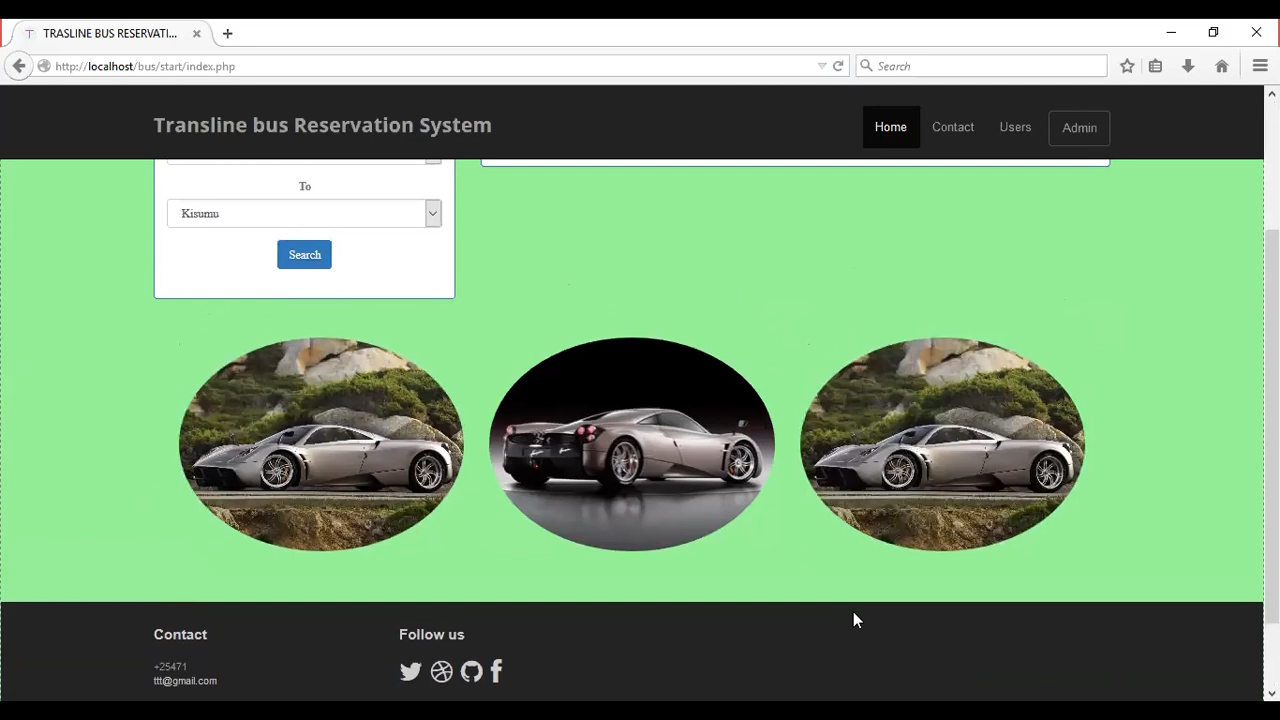 TRASLINE BUS RESERVATI...
http://localhost/bus/start/index.php
Search
Transline bus Reservation System
Home
Contact
Users
Admin
To
Kisumu
Search
Contact
Follow us
+25471
ttt@gmail.com